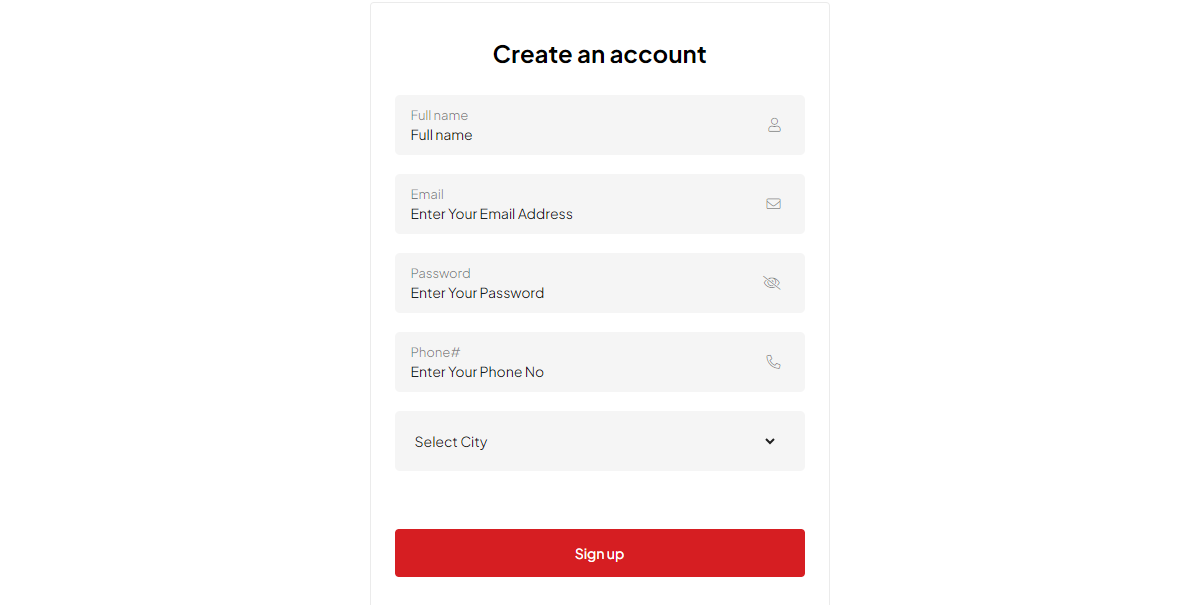 Create an account
Full name
Full name
Email
Enter Your Email Address
Password
Enter Your Password
Phone#
Enter Your Phone No
Select City
Sign up